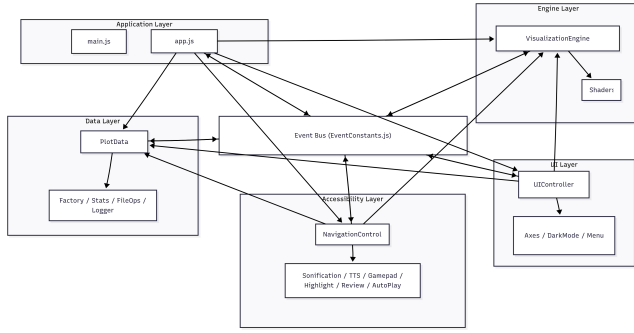 Engine Layer
Application Layer
main.js
app.js
VisualizationEngine
Shaders
Data Layer
PlotData
Event Bus (EventConstants.js)
UI Layer
UIController
Factory / Stats / FileOps /
Logger
Accessibility Layer
NavigationControl
Axes / DarkMode / Menu
Sonification / TTS / Gamepad /
Highlight / Review / AutoPlay